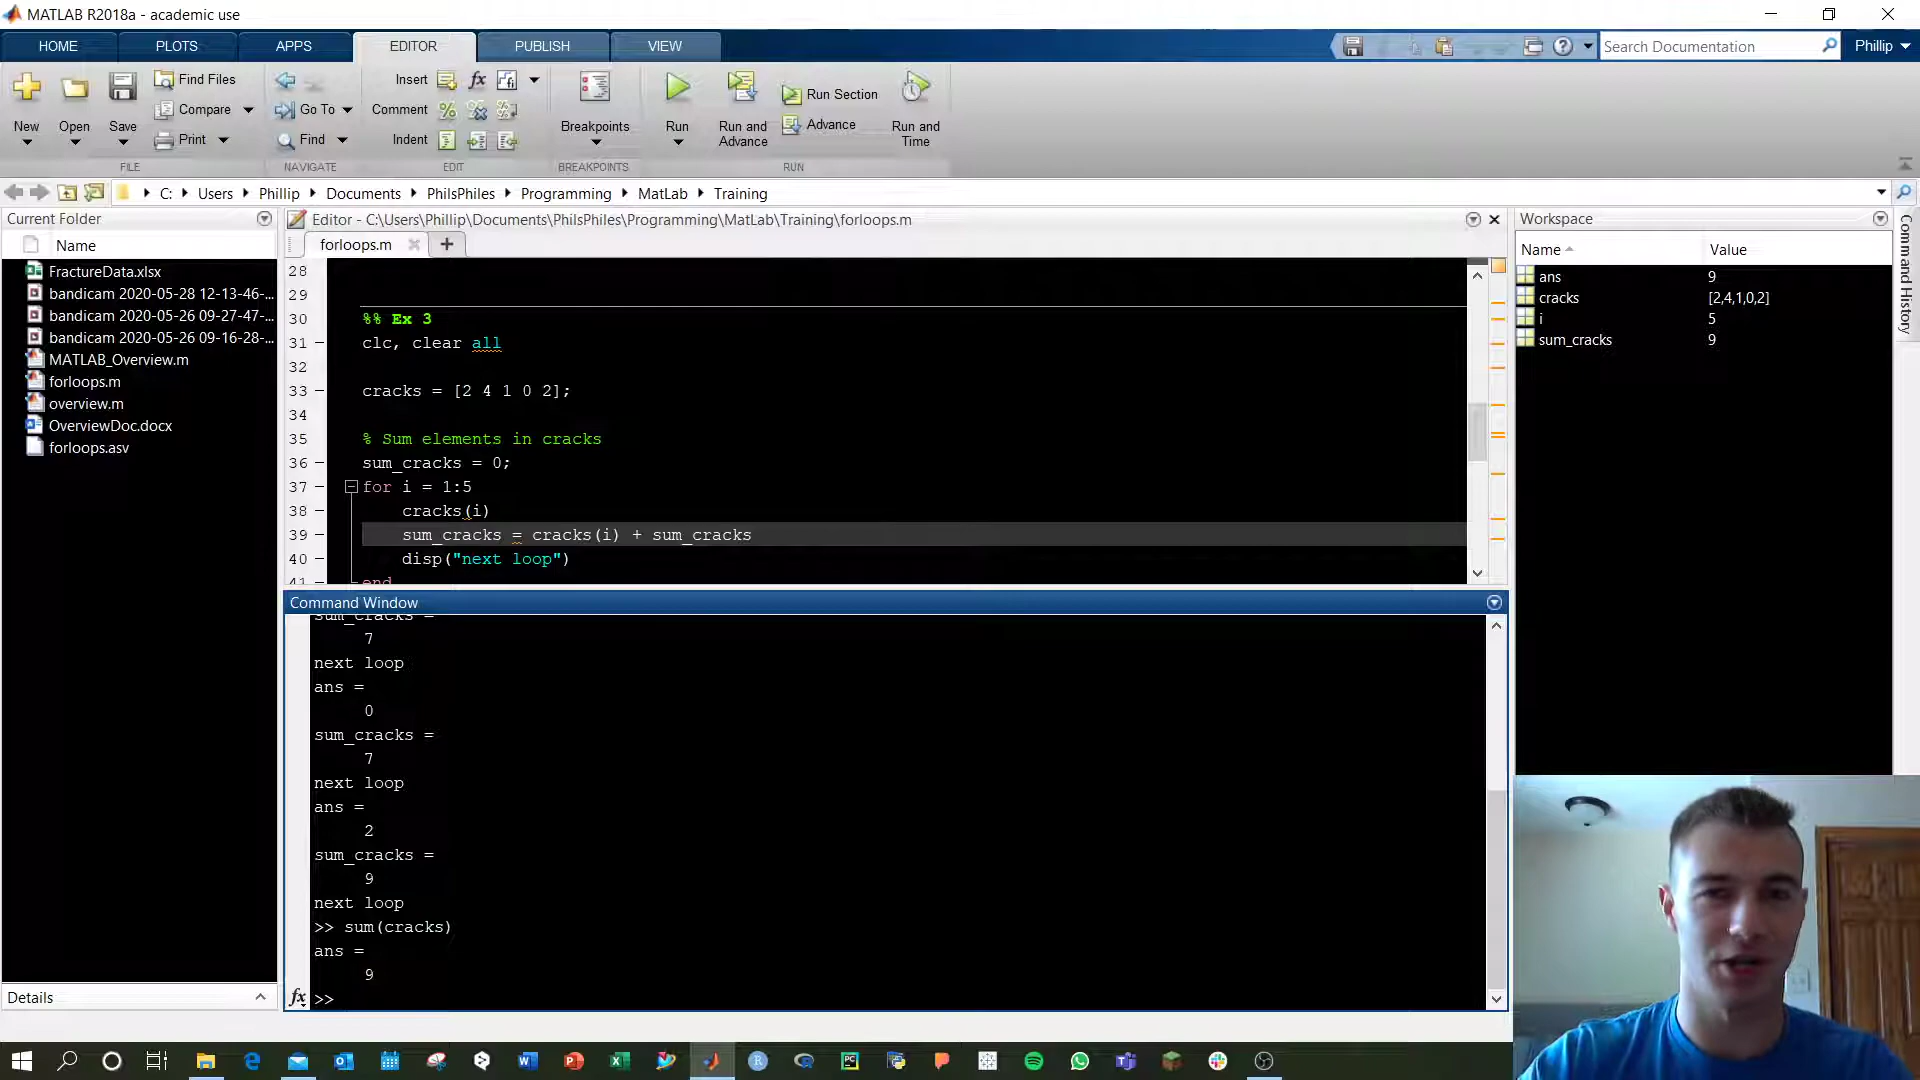 MATLAB R2018a - academic use
HOME PLOTS APPS EDITOR PUBLISH VIEW
Search Documentation
Phillip
New
Open
Save
Find Files
Compare
Print
FILE
Go To
Find
NAVIGATE
Insert
Comment
Indent
fx
EDIT
Breakpoints
BREAKPOINTS
Run
Run and Advance
Run Section
Advance
Run and Time
RUN
C: Users Phillip Documents PhilsPhiles Programming MatLab Training
Current Folder
Name
FractureData.xlsx
bandicam 2020-05-28 12-13-46-...
bandicam 2020-05-26 09-27-47-...
bandicam 2020-05-26 09-16-28-...
MATLAB_Overview.m
forloops.m
overview.m
OverviewDoc.docx
forloops.asv
Details
Editor - C:\Users\Phillip\Documents\PhilsPhiles\Programming\MatLab\Training\forloops.m
forloops.m
28
29
30 – %% Ex 3
31 – clc, clear all
32 –
33 – cracks = [2 4 1 0 2];
34
35 – % Sum elements in cracks
36 – sum_cracks = 0;
37 – for i = 1:5
38 – cracks(i)
39 – sum_cracks = cracks(i) + sum_cracks
40 – disp("next loop")
41 – end
Command Window
sum_cracks =
7
next loop
ans =
0
sum_cracks =
7
next loop
ans =
2
sum_cracks =
9
next loop
>> sum(cracks)
ans =
9
fx >>
Workspace
Name Value
ans 9
cracks [2,4,1,0,2]
i 5
sum_cracks 9
Command History